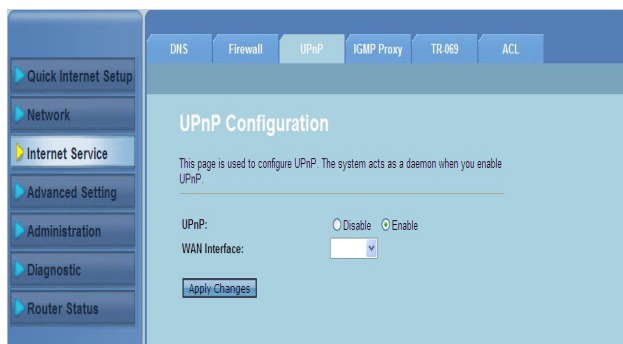 DNS Firewall UPnP IGMP Proxy TR-069 ACL
Quick Internet Setup
Network
Internet Service
Advanced Setting
Administration
Diagnostic
Router Status
UPnP Configuration
This page is used to configure UPnP. The system acts as a daemon when you enable
UPnP.
UPnP: Disable Enable
WAN Interface:
Apply Changes